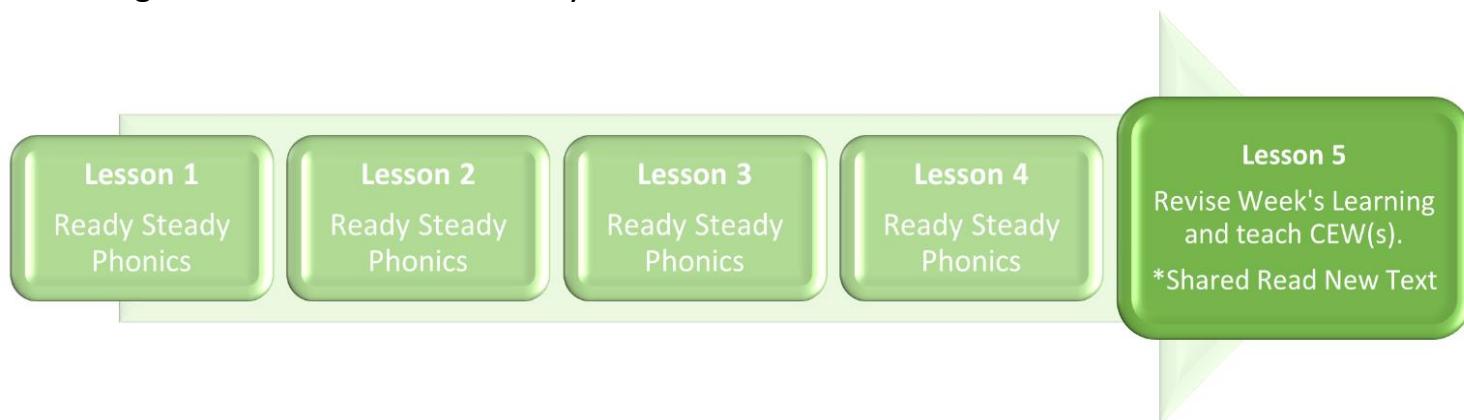 Lesson 1
Ready Steady
Phonics
Lesson 2
Ready Steady
Phonics
Lesson 3
Ready Steady
Phonics
Lesson 4
Ready Steady
Phonics
Lesson 5
Revise Week's Learning
and teach CEW(s).
*Shared Read New Text